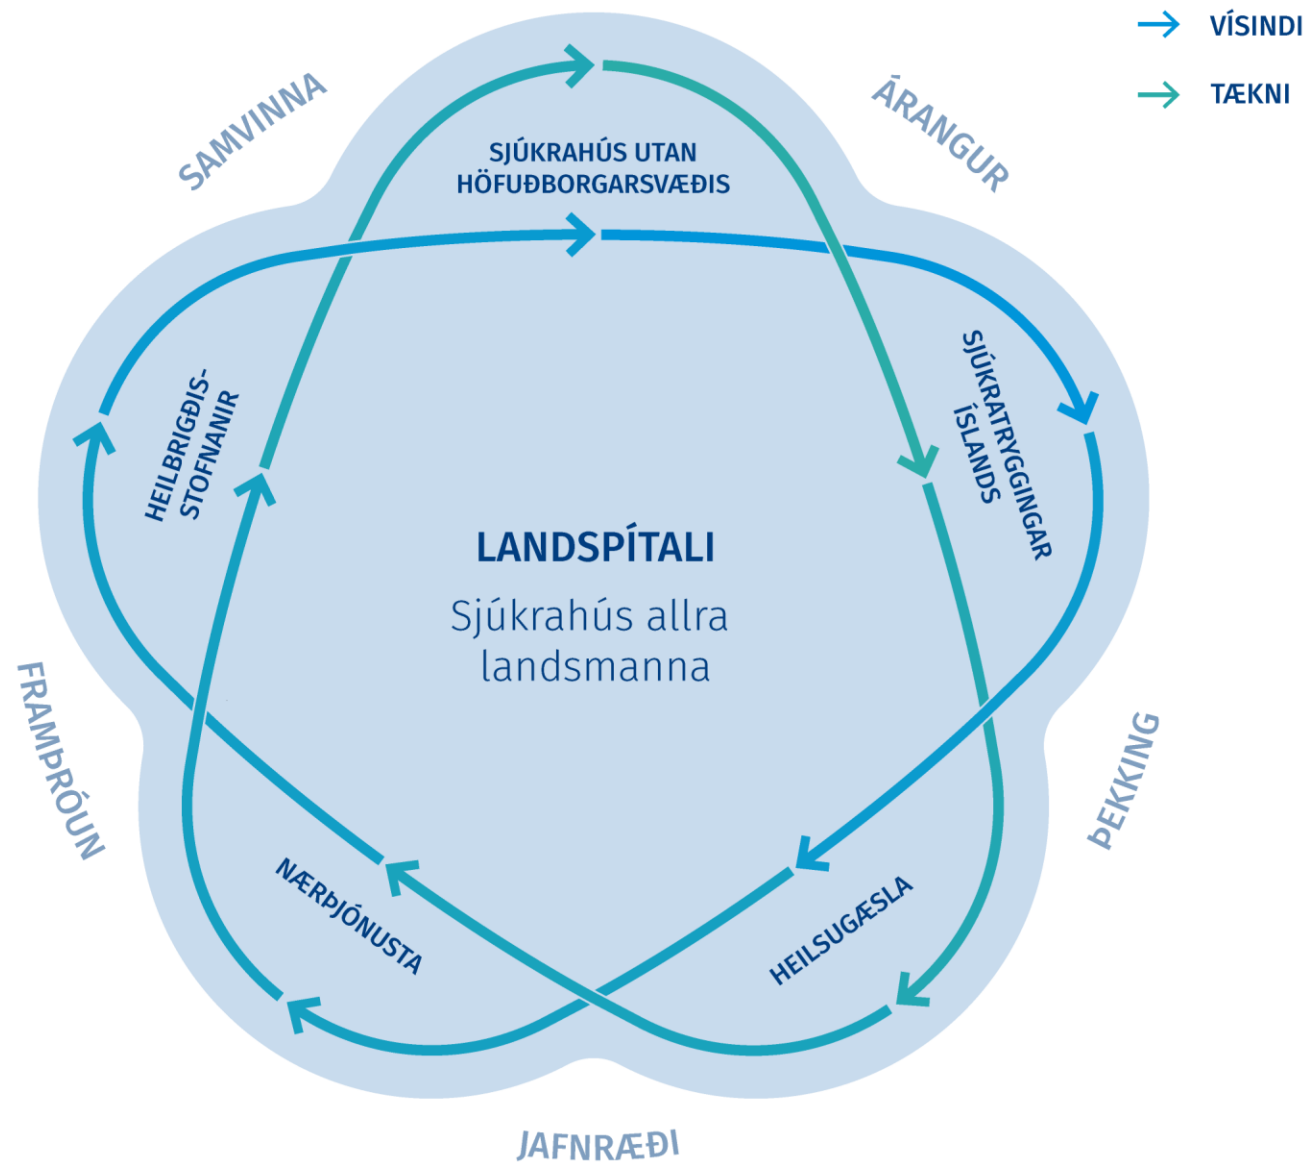 VÍSINDI
TÆKNI
SAMVINNA
ÁRANGUR
SJÚKRAHÚS UTAN
HÖFUÐBORGARSVÆÐIS
HEILBRIGÐIS-
STOFNANIR
SJÚKRATRYGGINGAR
ÍSLANDS
LANDSPÍTALI
Sjúkrahús allra
landsmanna
FRAMÞRÓUN
ÞEKKING
NÆRÞJÓNUSTA
HEILSUGÆSLA
JAFNRÆÐI